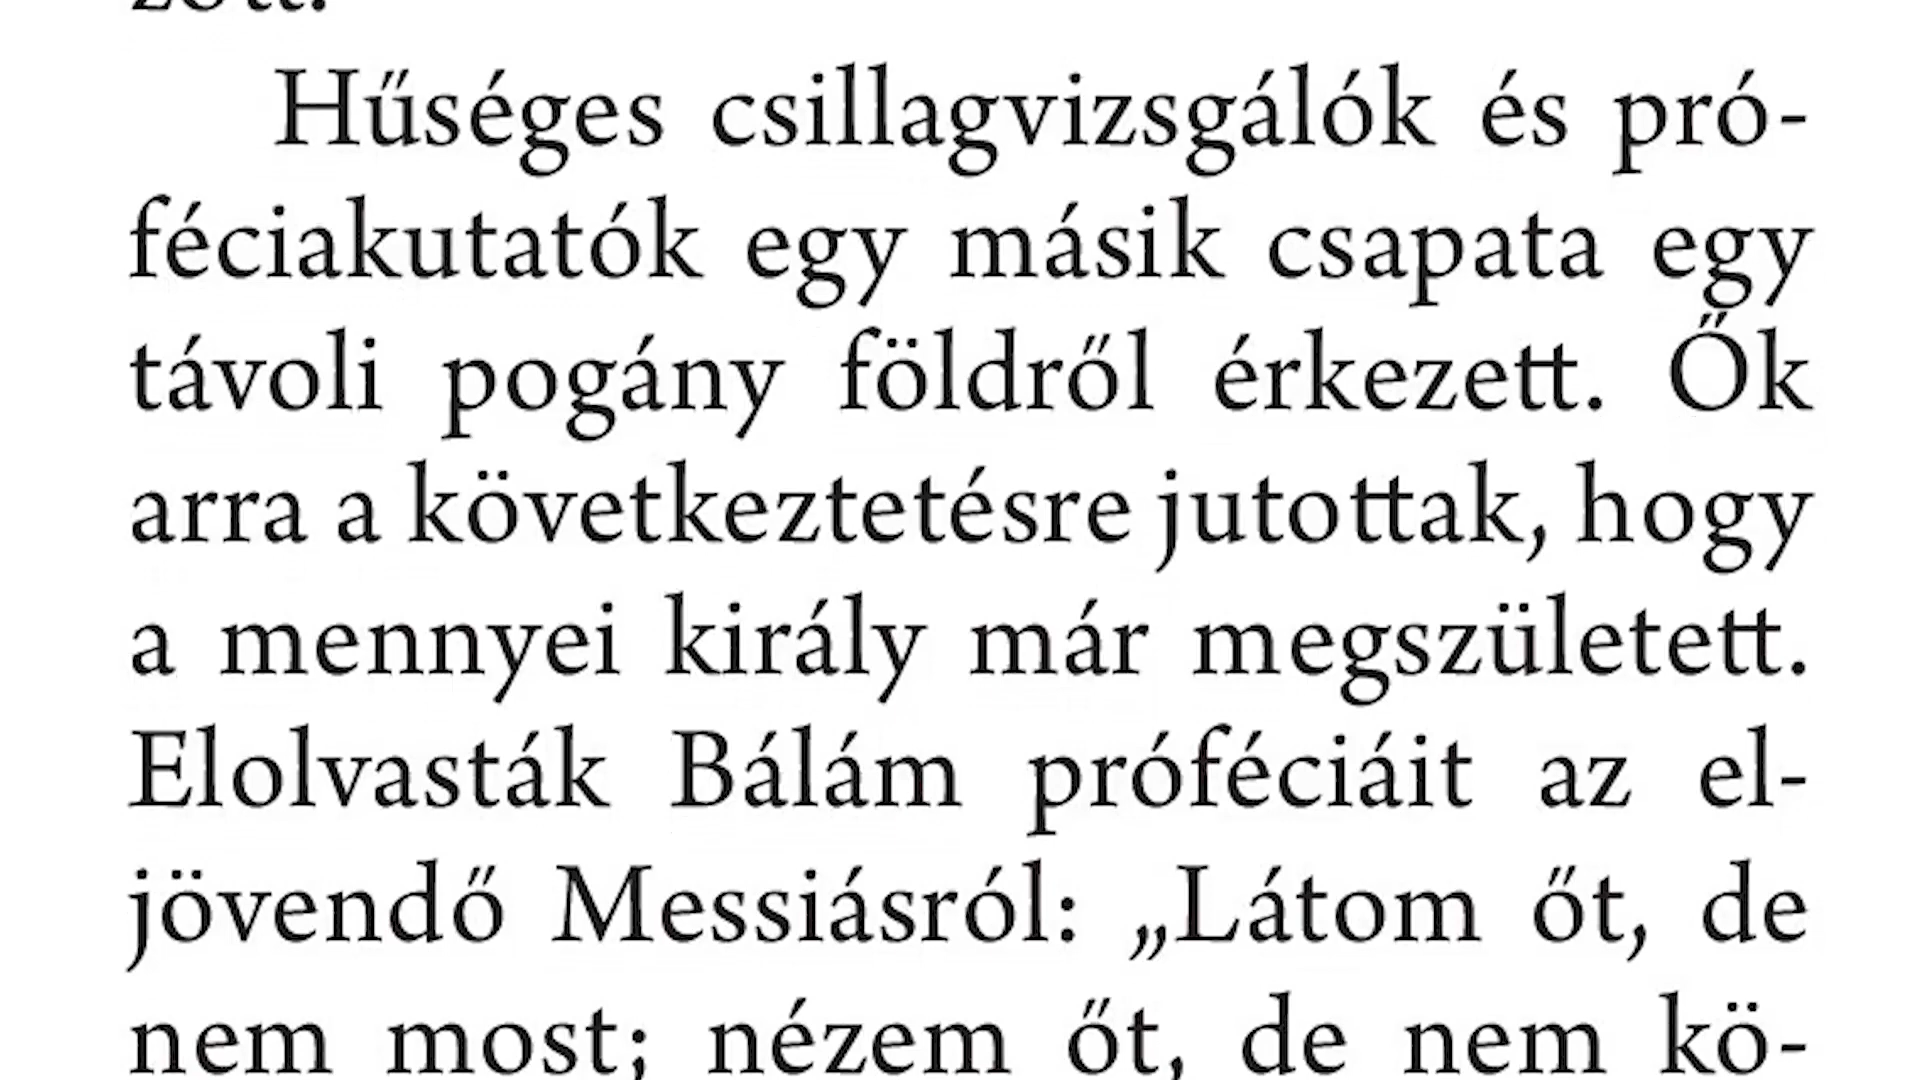 Hűséges csillagvizsgálók és pró-
féciakutatók egy másik csapata egy
távoli pogány földről érkezett. Ők
arra a következtetésre jutottak, hogy
a mennyei király már megszületett.
Elolvasták Bálám próféciáit az el-
jövendő Messiásról: „Látom őt, de
nem most; nézem őt, de nem kö-